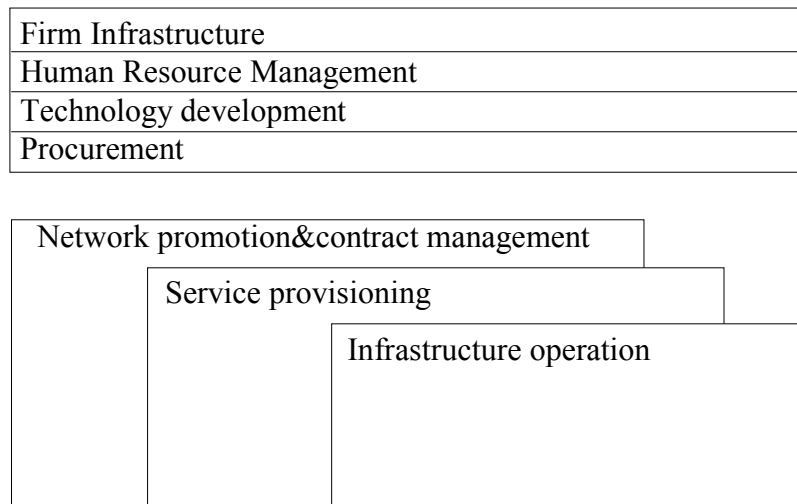 Firm Infrastructure
Human Resource Management
Technology development
Procurement
Network promotion&contract management
Service provisioning
Infrastructure operation